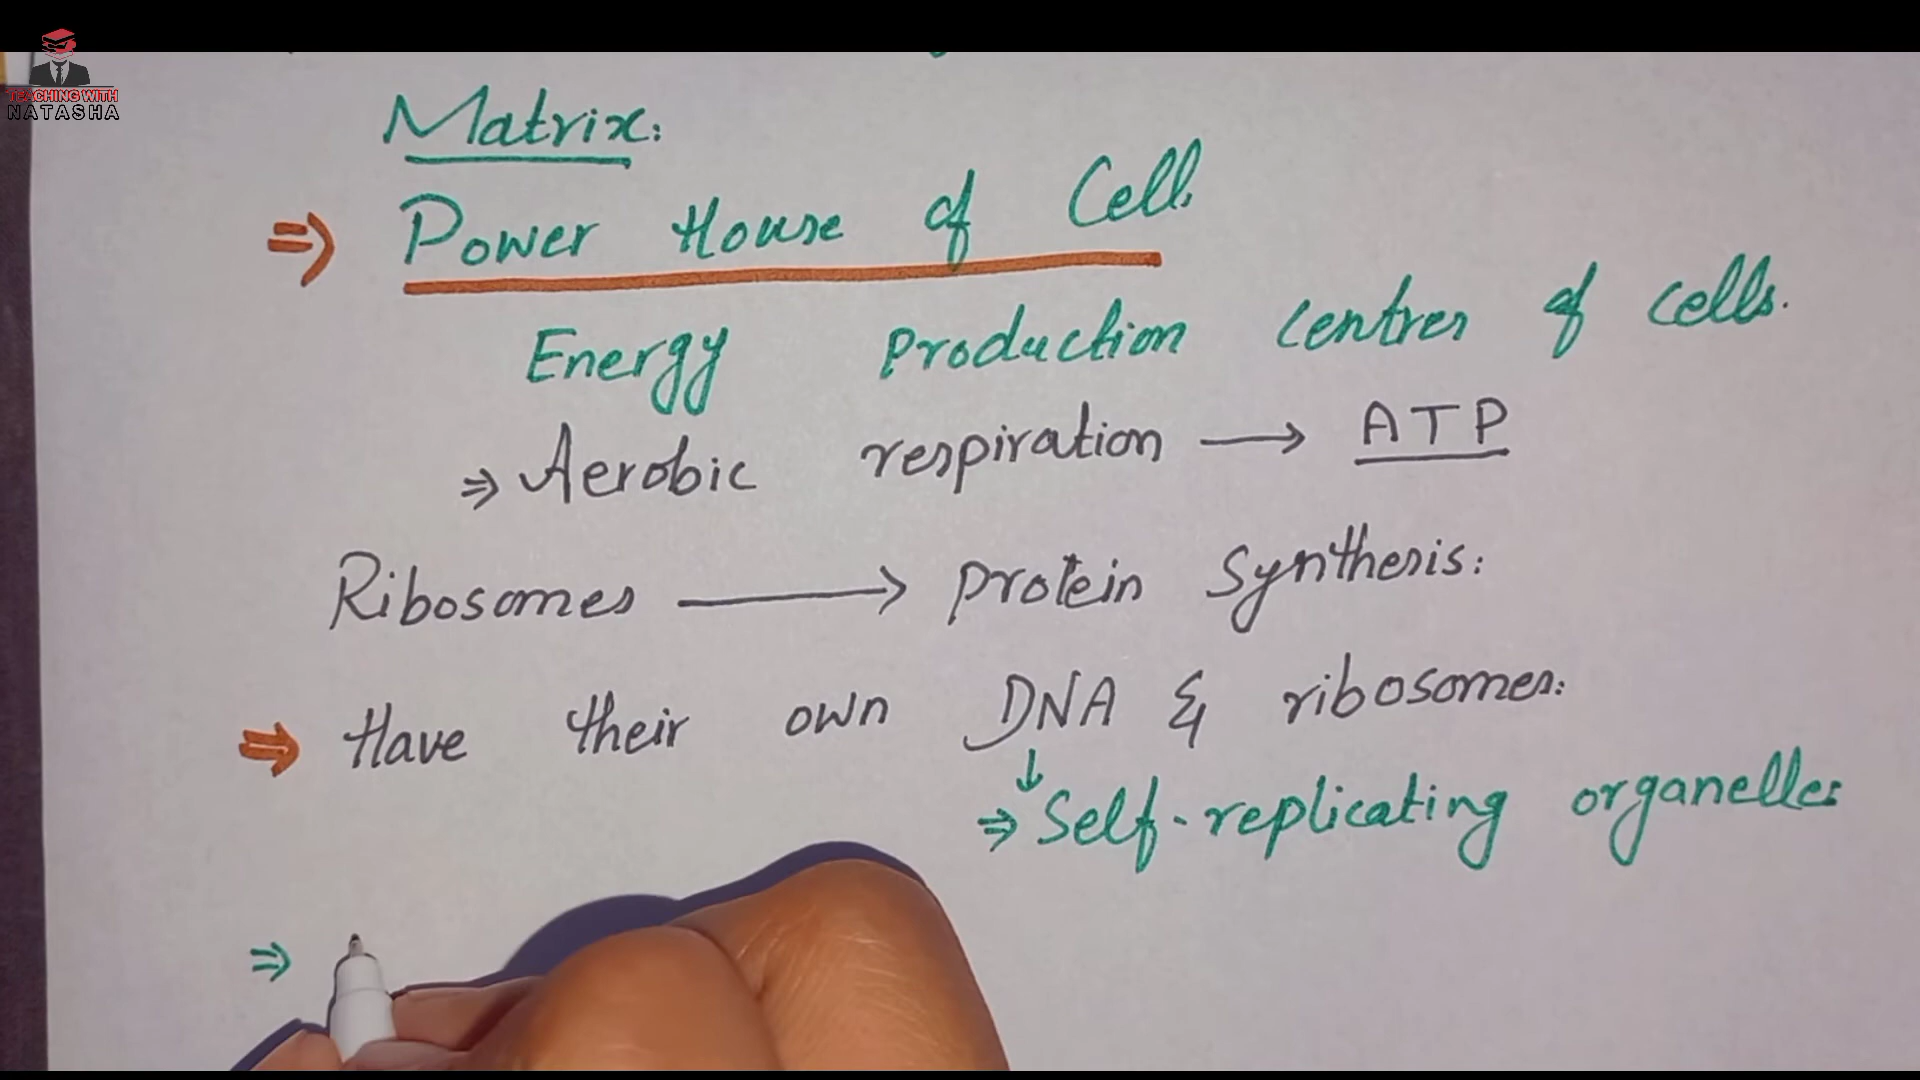 TEACHING WITH
NATASHA
Matrix:
⇒ Power House of Cell.
Energy Production Centres of cells.
⇒ Aerobic respiration → ATP
Ribosomes → Protein Synthesis:
⇒ Have their own DNA & ribosomes:
↓
⇒ Self-replicating organelles
⇒